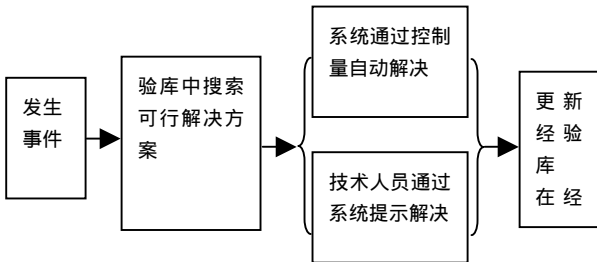 发生
事件
验库中搜索
可行解决方
案
系统通过控制
量自动解决
技术人员通过
系统提示解决
更 新
经 验
库
在 经